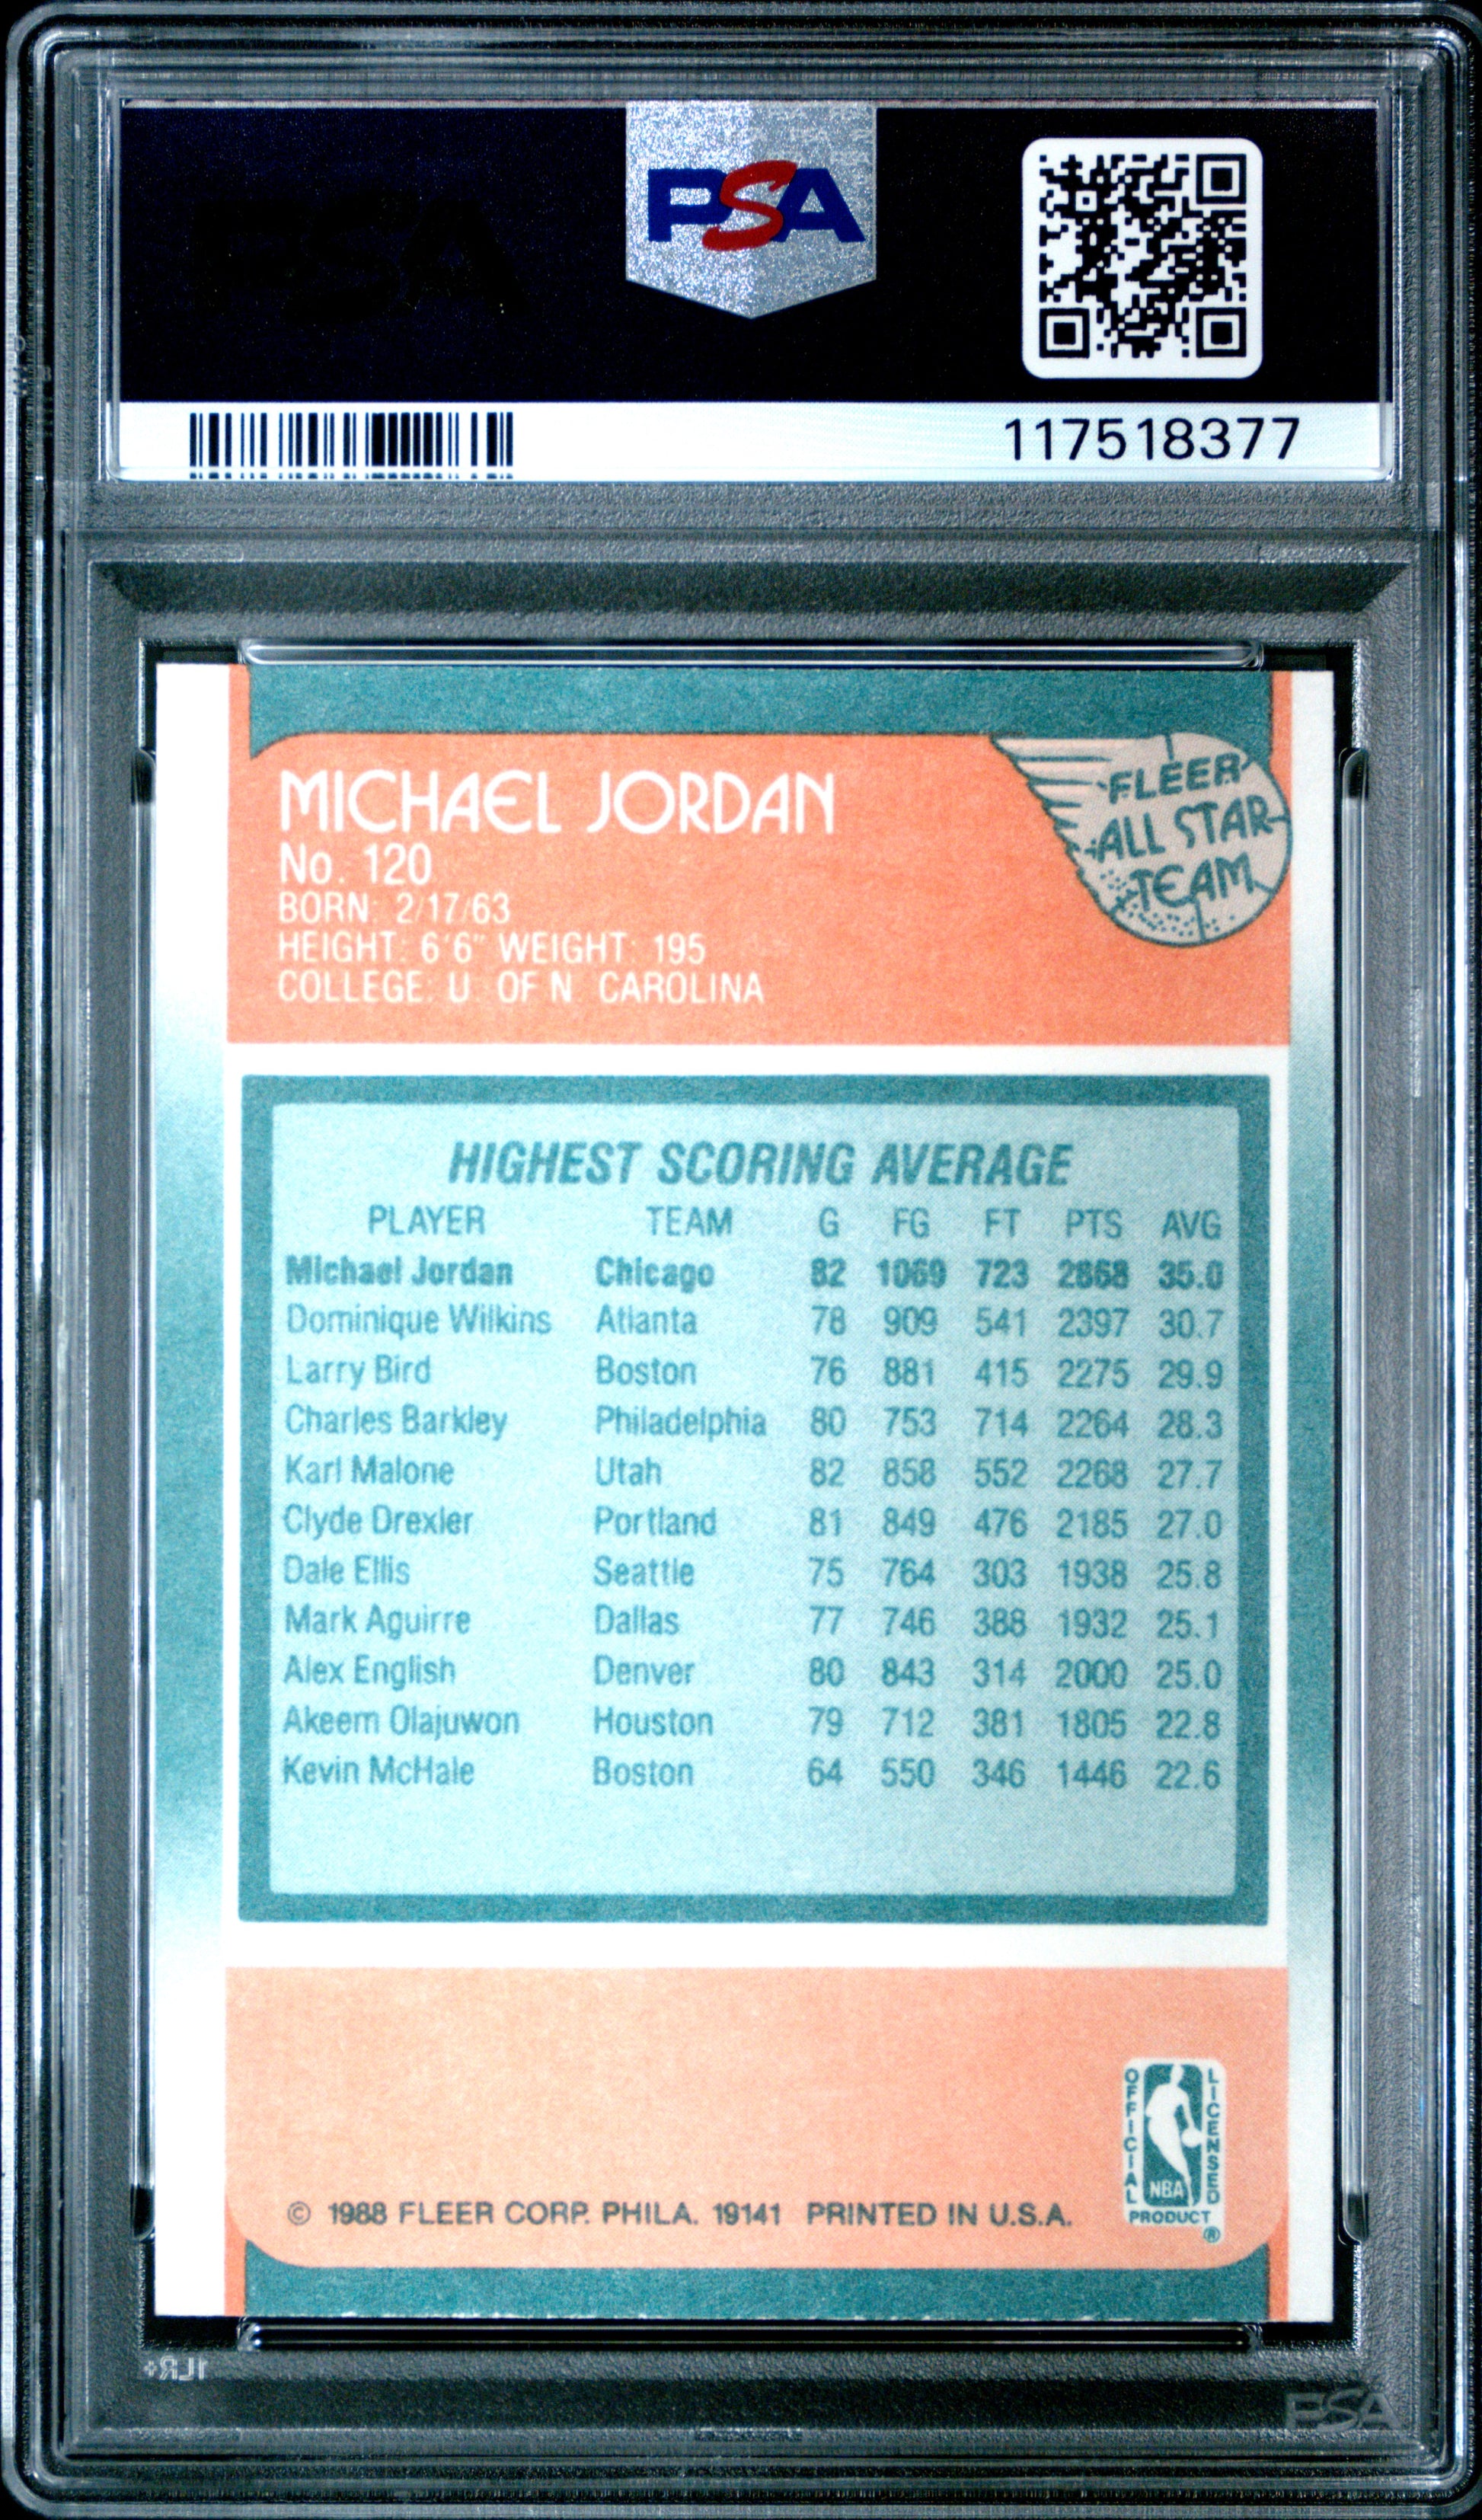 PSA
PSA
117518377
MICHAEL JORDAN
No. 120
BORN: 2/17/63
HEIGHT: 6'6" WEIGHT: 195
COLLEGE: U. OF N. CAROLINA
FLEER
ALL STAR
TEAM
HIGHEST SCORING AVERAGE
PLAYER TEAM G FG FT PTS AVG
Michael Jordan Chicago 82 1069 723 2868 35.0
Dominique Wilkins Atlanta 78 909 541 2397 30.7
Larry Bird Boston 76 881 415 2275 29.9
Charles Barkley Philadelphia 80 753 714 2264 28.3
Karl Malone Utah 82 858 552 2268 27.7
Clyde Drexler Portland 81 849 476 2185 27.0
Dale Ellis Seattle 75 764 303 1938 25.8
Mark Aguirre Dallas 77 746 388 1932 25.1
Alex English Denver 80 843 314 2000 25.0
Akeem Olajuwon Houston 79 712 381 1805 22.8
Kevin McHale Boston 64 550 346 1446 22.6
© 1988 FLEER CORP. PHILA. 19141 PRINTED IN U.S.A.
OFFICIAL
NBA
LICENSED
PRODUCT
®
PSA